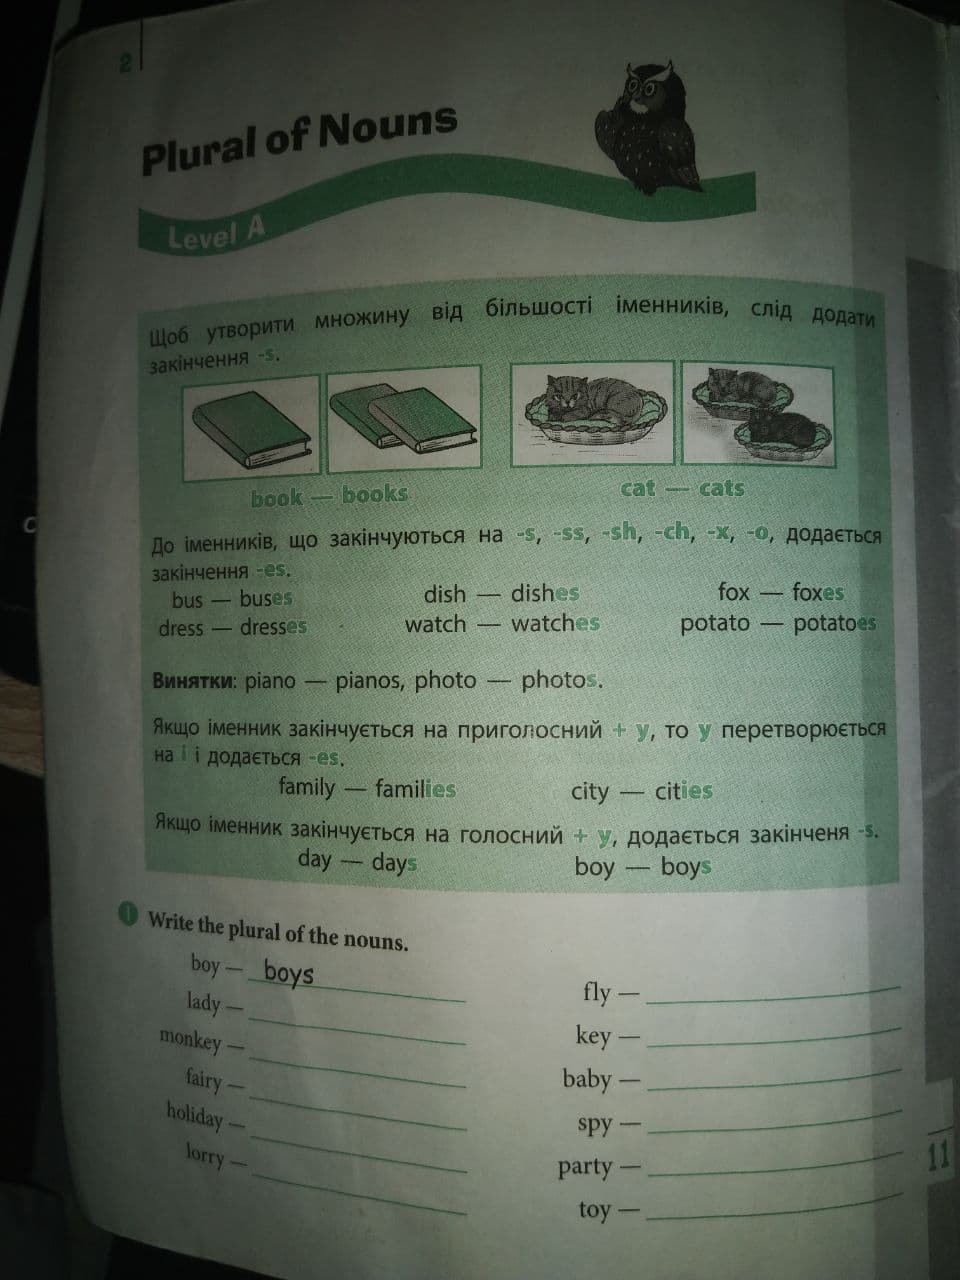 2
Plural of Nouns
Level A
Щоб утворити множину від більшості іменників, слід додати
закінчення -s.
book — books
cat — cats
До іменників, що закінчуються на -s, -ss, -sh, -ch, -x, -o, додається
закінчення -es.
bus — buses dish — dishes fox — foxes
dress — dresses watch — watches potato — potatoes
Винятки: piano — pianos, photo — photos.
Якщо іменник закінчується на приголосний + y, то y перетворюється
на i і додається -es.
family — families city — cities
Якщо іменник закінчується на голосний + y, додається закінченя -s.
day — days boy — boys
1 Write the plural of the nouns.
boy — boys
lady —
monkey —
fairy —
holiday —
lorry —
fly —
key —
baby —
spy —
party —
toy —
11